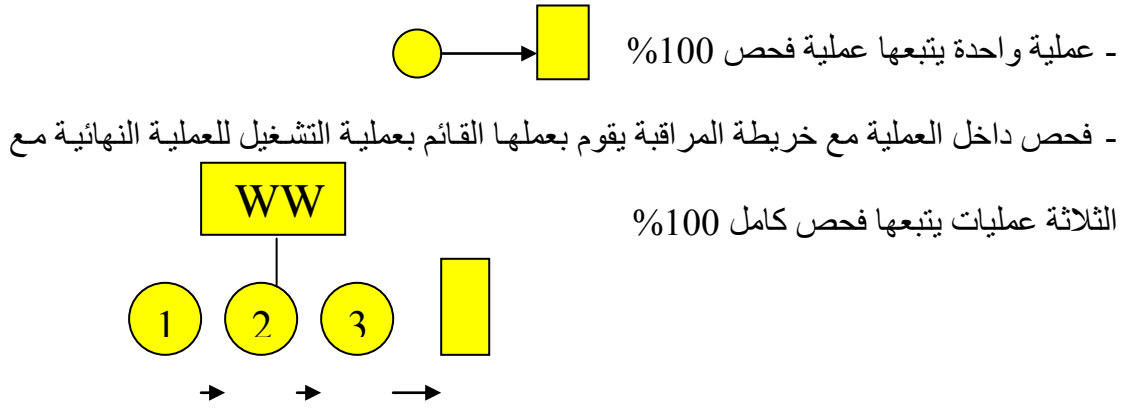 - عملية واحدة يتبعها عملية فحص 100%
- فحص داخل العملية مع خريطة المراقبة يقوم بعملها القائم بعملية التشغيل للعملية النهائية مع
WW
الثلاثة عمليات يتبعها فحص كامل 100%
1 2 3